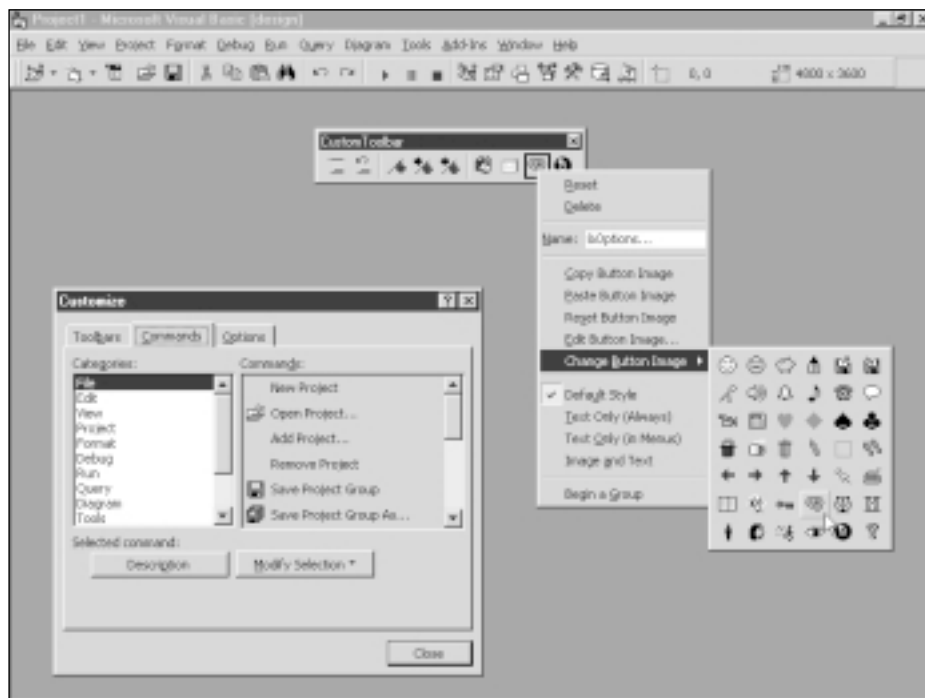 Project1 - Microsoft Visual Basic [design]
File Edit View Project Format Debug Run Query Diagram Tools Add-Ins Window Help
0, 0
4800 x 3600
CustomToolbar
Reset
Delete
Name: &Options...
Copy Button Image
Paste Button Image
Reset Button Image
Edit Button Image...
Change Button Image
Default Style
Text Only (Always)
Text Only (in Menus)
Image and Text
Begin a Group
Customize
Toolbars Commands Options
Categories: Commands:
File
Edit
View
Project
Format
Debug
Run
Query
Diagram
Tools
New Project
Open Project...
Add Project...
Remove Project
Save Project Group
Save Project Group As...
Selected command:
Description Modify Selection
Close